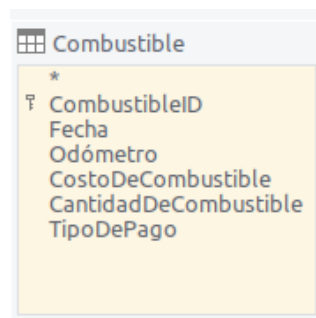 Combustible
*
CombustibleID
Fecha
Odómetro
CostoDeCombustible
CantidadDeCombustible
TipoDePago